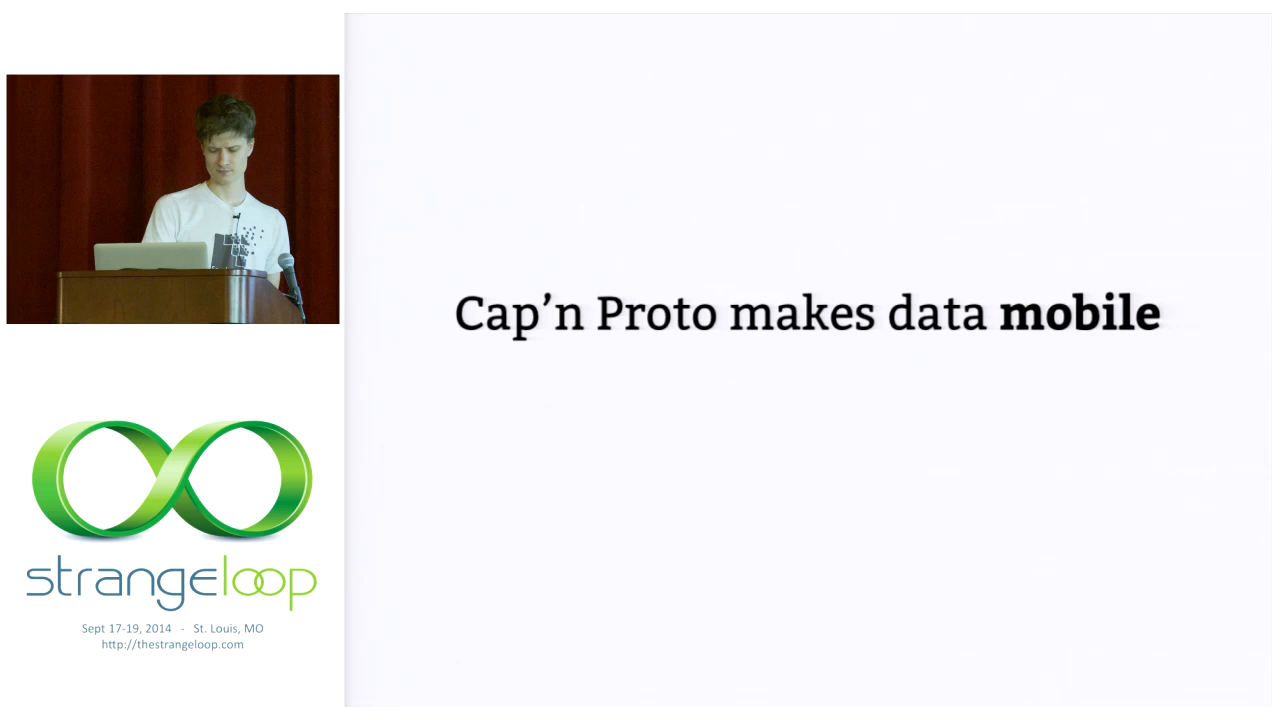 Cap’n Proto makes data mobile
strangeloop
Sept 17-19, 2014 - St. Louis, MO
http://thestrangeloop.com